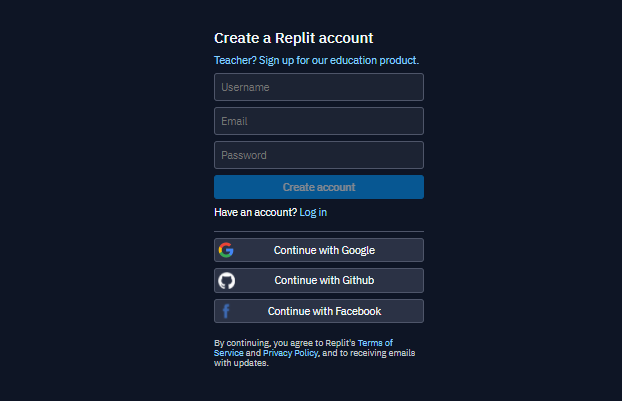 Create a Replit account
Teacher? Sign up for our education product.
Username
Email
Password
Create account
Have an account? Log in
Continue with Google
Continue with Github
Continue with Facebook
By continuing, you agree to Replit's Terms of
Service and Privacy Policy, and to receiving emails
with updates.